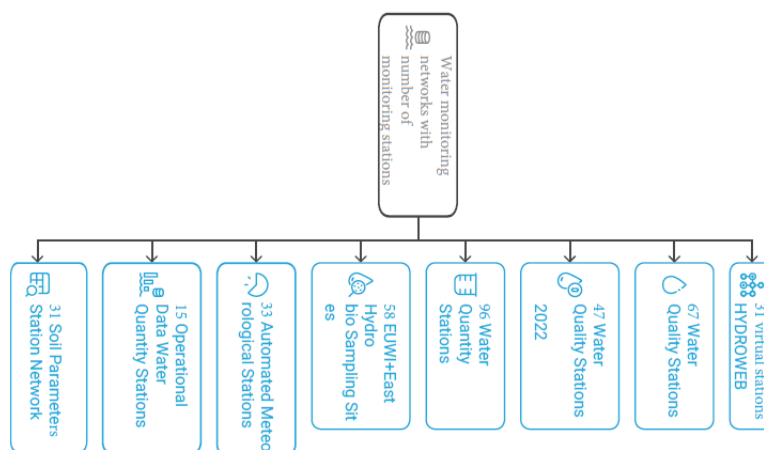 Water monitoring
networks with
number of
monitoring stations
31 virtual stations
HYDROWEB
67 Water
Quality Stations
47 Water
Quality Stations
2022
96 Water
Quantity
Stations
58 EUWI+East
Hydro
bio Sampling Sit
es
33 Automated Meteo
rological Stations
15 Operational
Data Water
Quantity Stations
31 Soil Parameters
Station Network